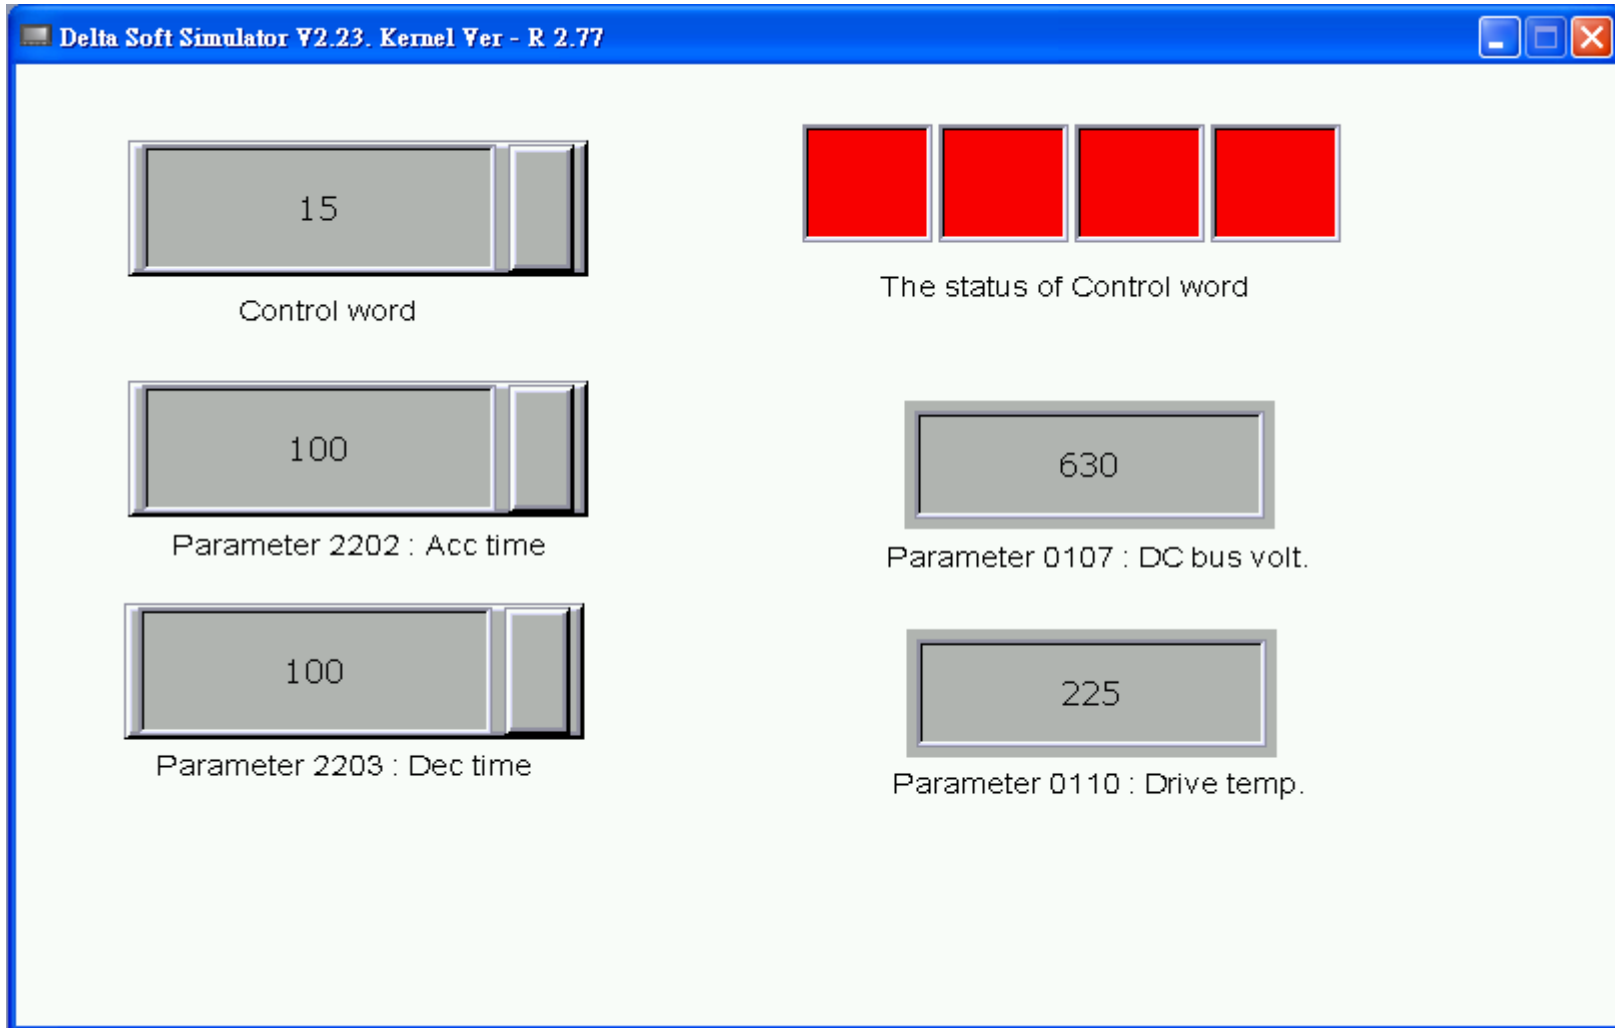 Delta Soft Simulator V2.23. Kernel Ver - R 2.77
15
Control word
The status of Control word
100
Parameter 2202 : Acc time
630
Parameter 0107 : DC bus volt.
100
Parameter 2203 : Dec time
225
Parameter 0110 : Drive temp.